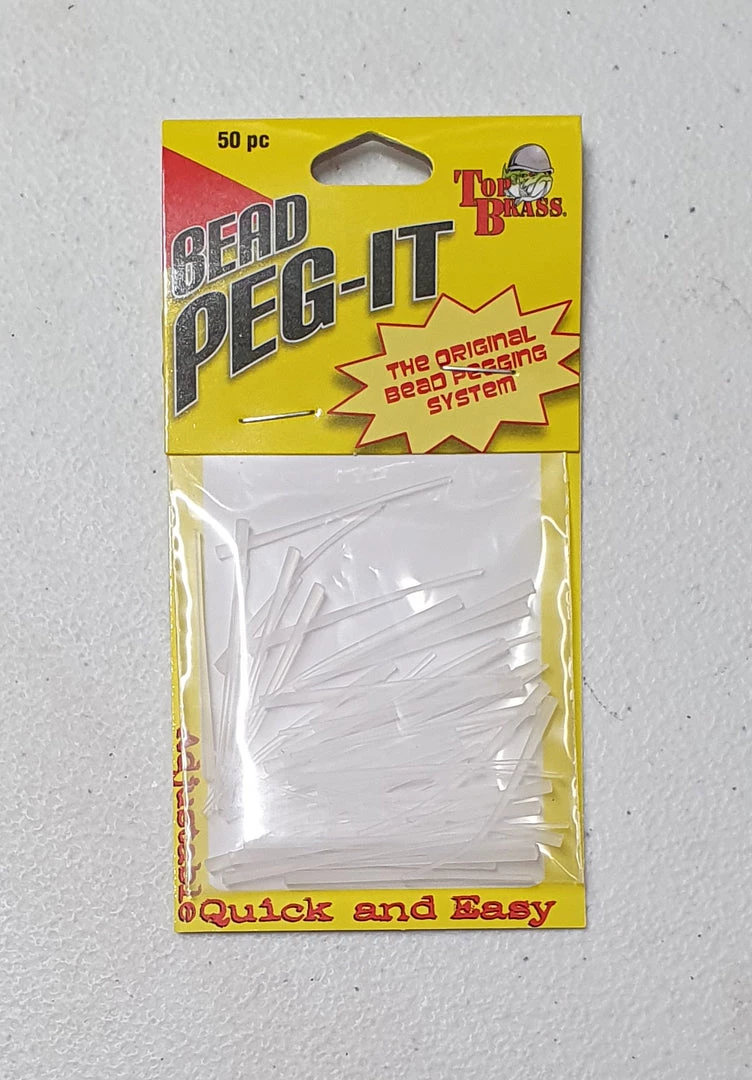 50 pc
TOP
BRASS®
BEAD
PEG-IT
THE ORIGINAL
BEAD PEGGING
SYSTEM
Adjustable
Quick and Easy